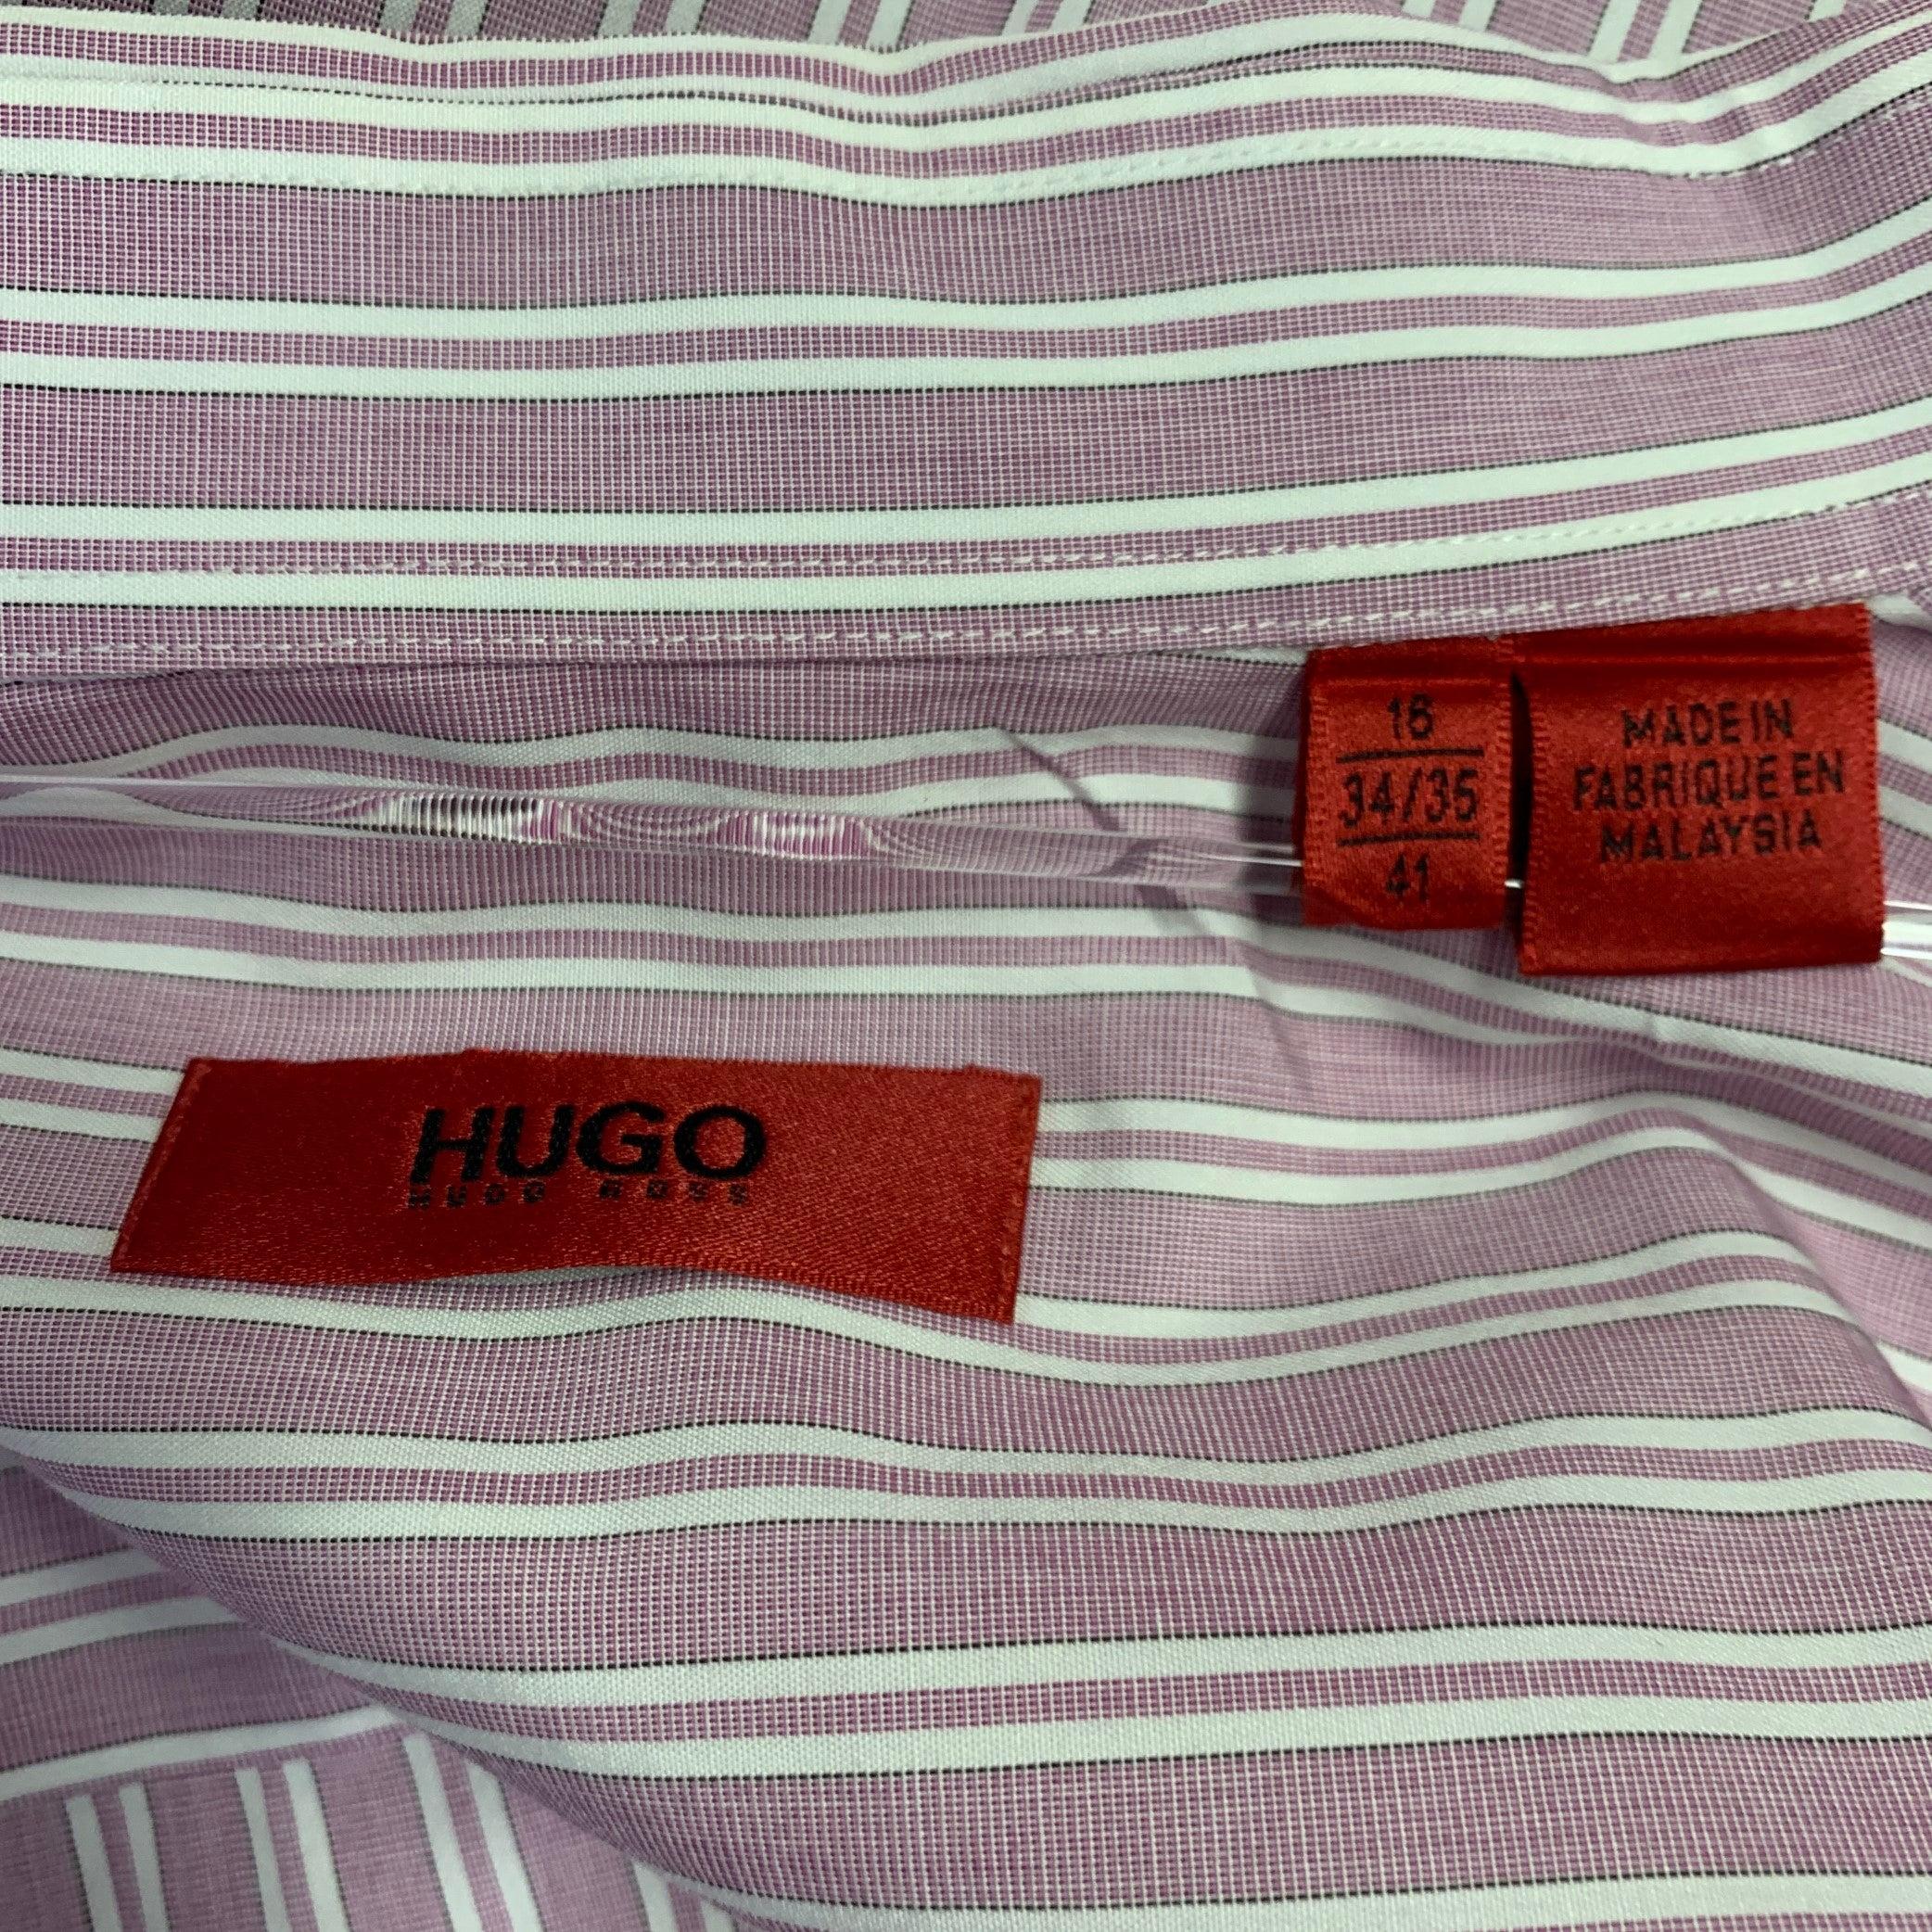 16
34/35
41
MADE IN
FABRIQUE EN
MALAYSIA
HUGO
HUGO BOSS